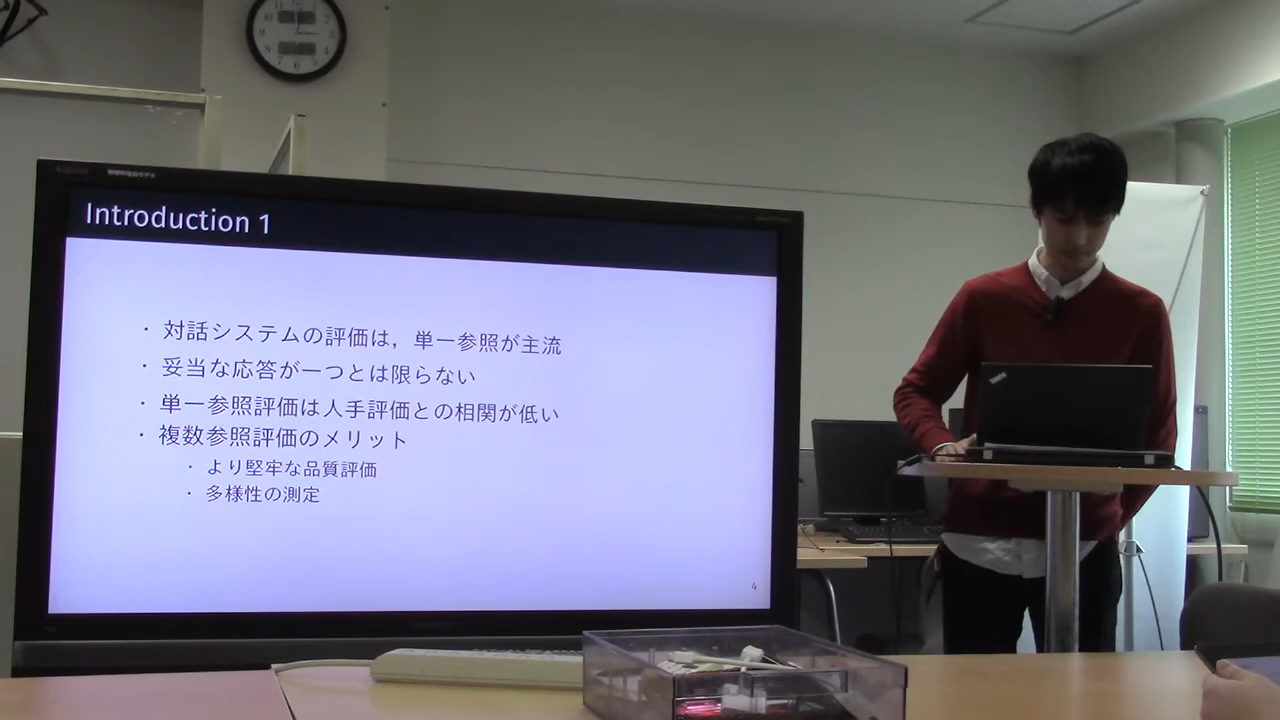 Introduction 1
・対話システムの評価は，単一参照が主流
・妥当な応答が一つとは限らない
・単一参照評価は人手評価との相関が低い
・複数参照評価のメリット
・より堅牢な品質評価
・多様性の測定
4
ThinkPad